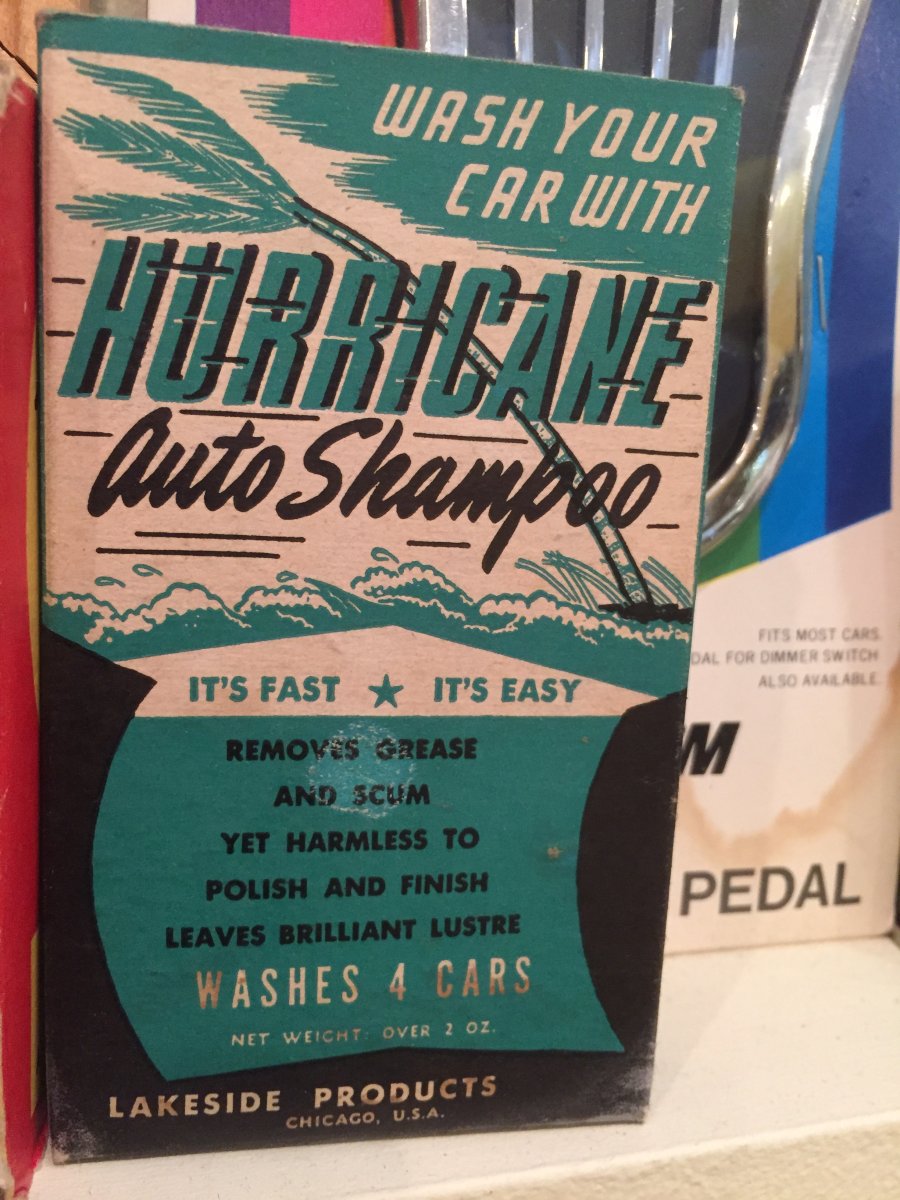 WASH YOUR
CAR WITH
HURRICANE
Auto Shampoo
IT'S FAST ★ IT'S EASY
REMOVES GREASE
AND SCUM
YET HARMLESS TO
POLISH AND FINISH
LEAVES BRILLIANT LUSTRE
WASHES 4 CARS
NET WEIGHT: OVER 2 OZ.
LAKESIDE PRODUCTS
CHICAGO, U.S.A.
FITS MOST CARS.
DAL FOR DIMMER SWITCH
ALSO AVAILABLE.
M
PEDAL